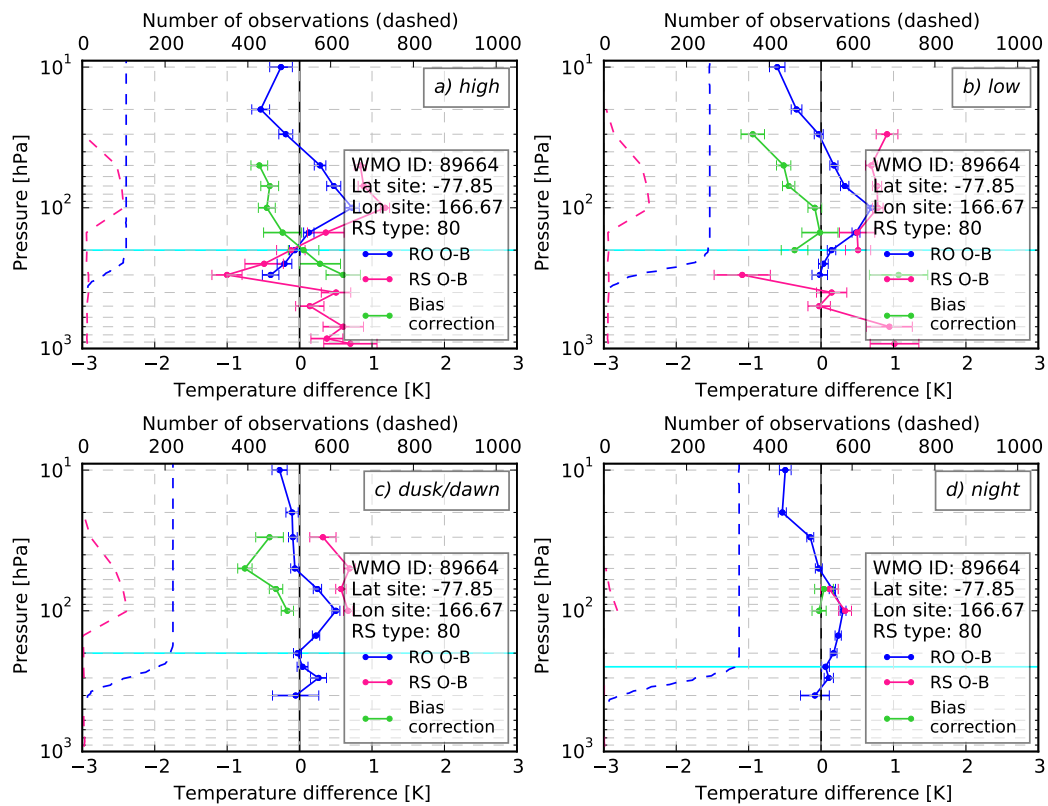 Number of observations (dashed)
0 200 400 600 800 1000
a) high
Pressure [hPa]
10^1
10^2
10^3
WMO ID: 89664
Lat site: -77.85
Lon site: 166.67
RS type: 80
RO O-B
RS O-B
Bias
correction
−3 −2 −1 0 1 2 3
Temperature difference [K]
Number of observations (dashed)
0 200 400 600 800 1000
b) low
Pressure [hPa]
10^1
10^2
10^3
WMO ID: 89664
Lat site: -77.85
Lon site: 166.67
RS type: 80
RO O-B
RS O-B
Bias
correction
−3 −2 −1 0 1 2 3
Temperature difference [K]
Number of observations (dashed)
0 200 400 600 800 1000
c) dusk/dawn
Pressure [hPa]
10^1
10^2
10^3
WMO ID: 89664
Lat site: -77.85
Lon site: 166.67
RS type: 80
RO O-B
RS O-B
Bias
correction
−3 −2 −1 0 1 2 3
Temperature difference [K]
Number of observations (dashed)
0 200 400 600 800 1000
d) night
Pressure [hPa]
10^1
10^2
10^3
WMO ID: 89664
Lat site: -77.85
Lon site: 166.67
RS type: 80
RO O-B
RS O-B
Bias
correction
−3 −2 −1 0 1 2 3
Temperature difference [K]